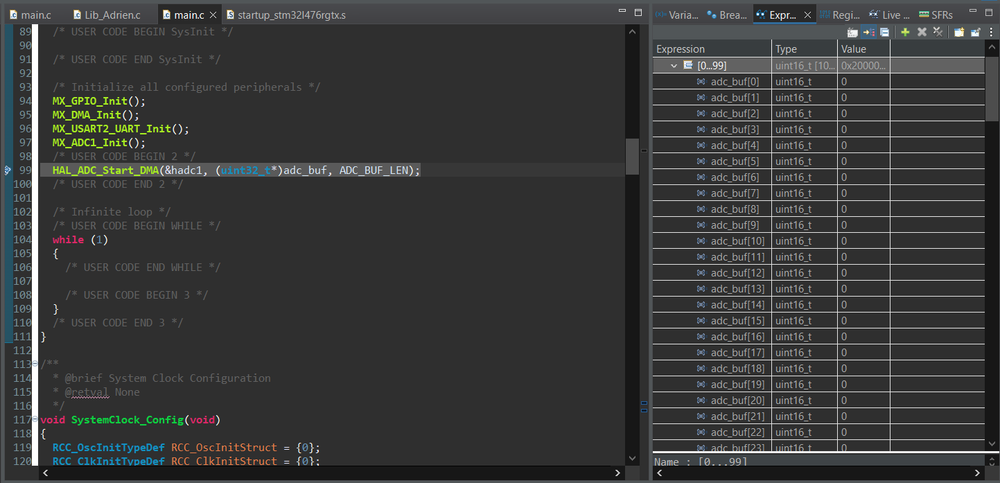 main.c
Lib_Adrien.c
main.c
startup_stm32l476rgtx.s
89 /* USER CODE BEGIN SysInit */
90
91 /* USER CODE END SysInit */
92
93 /* Initialize all configured peripherals */
94 MX_GPIO_Init();
95 MX_DMA_Init();
96 MX_USART2_UART_Init();
97 MX_ADC1_Init();
98 /* USER CODE BEGIN 2 */
99 HAL_ADC_Start_DMA(&hadc1, (uint32_t*)adc_buf, ADC_BUF_LEN);
100 /* USER CODE END 2 */
101
102 /* Infinite loop */
103 /* USER CODE BEGIN WHILE */
104 while (1)
105 {
106 /* USER CODE END WHILE */
107
108 /* USER CODE BEGIN 3 */
109 }
110 /* USER CODE END 3 */
111 }
112
113 /**
114 * @brief System Clock Configuration
115 * @retval None
116 */
117 void SystemClock_Config(void)
118 {
119 RCC_OscInitTypeDef RCC_OscInitStruct = {0};
120 RCC_ClkInitTypeDef RCC_ClkInitStruct = {0};
(x)= Varia...
Brea...
Expr...
Regi...
Live ...
SFRs
Expression Type Value
[0...99] uint16_t [10... 0x20000...
adc_buf[0] uint16_t 0
adc_buf[1] uint16_t 0
adc_buf[2] uint16_t 0
adc_buf[3] uint16_t 0
adc_buf[4] uint16_t 0
adc_buf[5] uint16_t 0
adc_buf[6] uint16_t 0
adc_buf[7] uint16_t 0
adc_buf[8] uint16_t 0
adc_buf[9] uint16_t 0
adc_buf[10] uint16_t 0
adc_buf[11] uint16_t 0
adc_buf[12] uint16_t 0
adc_buf[13] uint16_t 0
adc_buf[14] uint16_t 0
adc_buf[15] uint16_t 0
adc_buf[16] uint16_t 0
adc_buf[17] uint16_t 0
adc_buf[18] uint16_t 0
adc_buf[19] uint16_t 0
adc_buf[20] uint16_t 0
adc_buf[21] uint16_t 0
adc_buf[22] uint16_t 0
adc_buf[23] uint16_t 0
Name : [0...99]